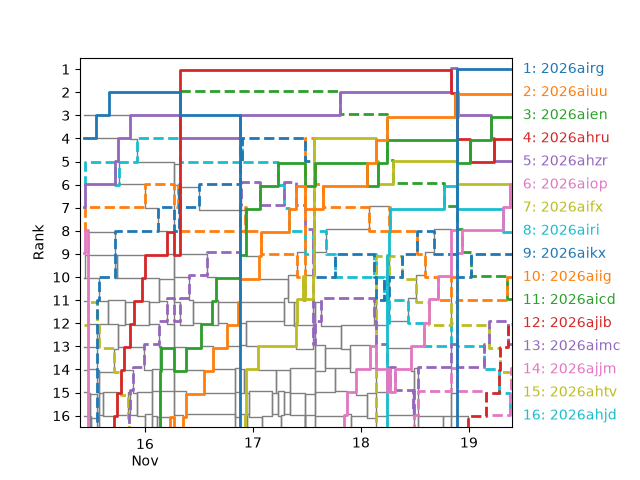 1
2
3
4
5
6
7
8
9
10
11
12
13
14
15
16
Rank
16
17
18
19
Nov
1: 2026airg
2: 2026aiuu
3: 2026aien
4: 2026ahru
5: 2026ahzr
6: 2026aiop
7: 2026aifx
8: 2026airi
9: 2026aikx
10: 2026aiig
11: 2026aicd
12: 2026ajib
13: 2026aimc
14: 2026ajjm
15: 2026ahtv
16: 2026ahjd